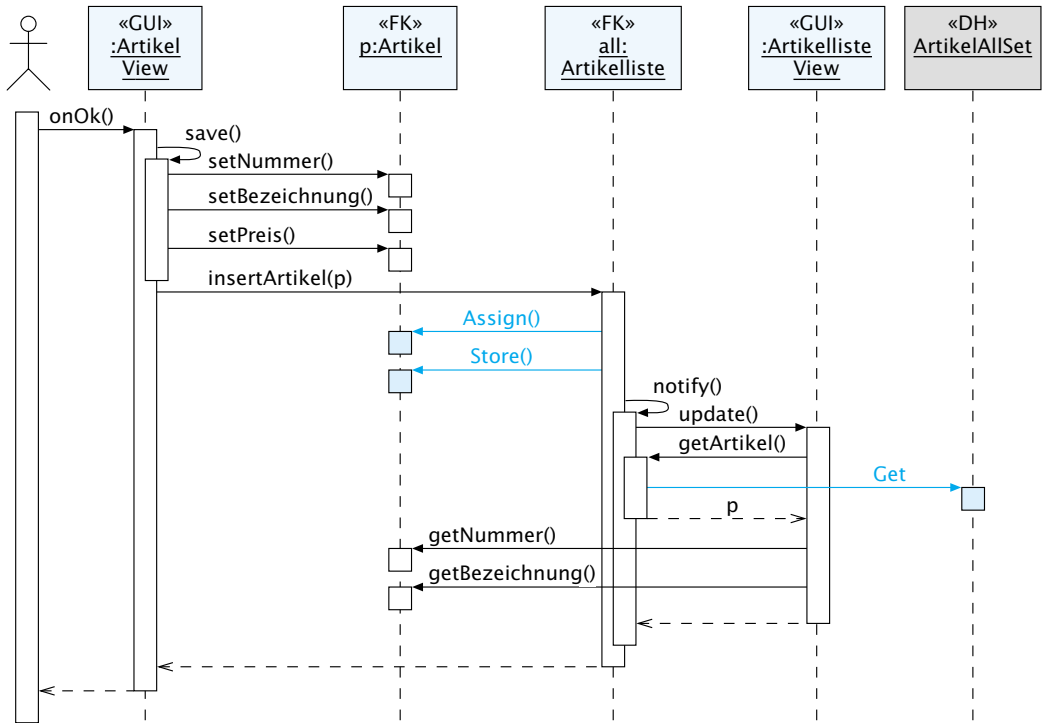 «GUI»
:Artikel
View
«FK»
p:Artikel
«FK»
all:
Artikelliste
«GUI»
:Artikelliste
View
«DH»
ArtikelAllSet
onOk()
save()
setNummer()
setBezeichnung()
setPreis()
insertArtikel(p)
Assign()
Store()
notify()
update()
getArtikel()
Get
p
getNummer()
getBezeichnung()